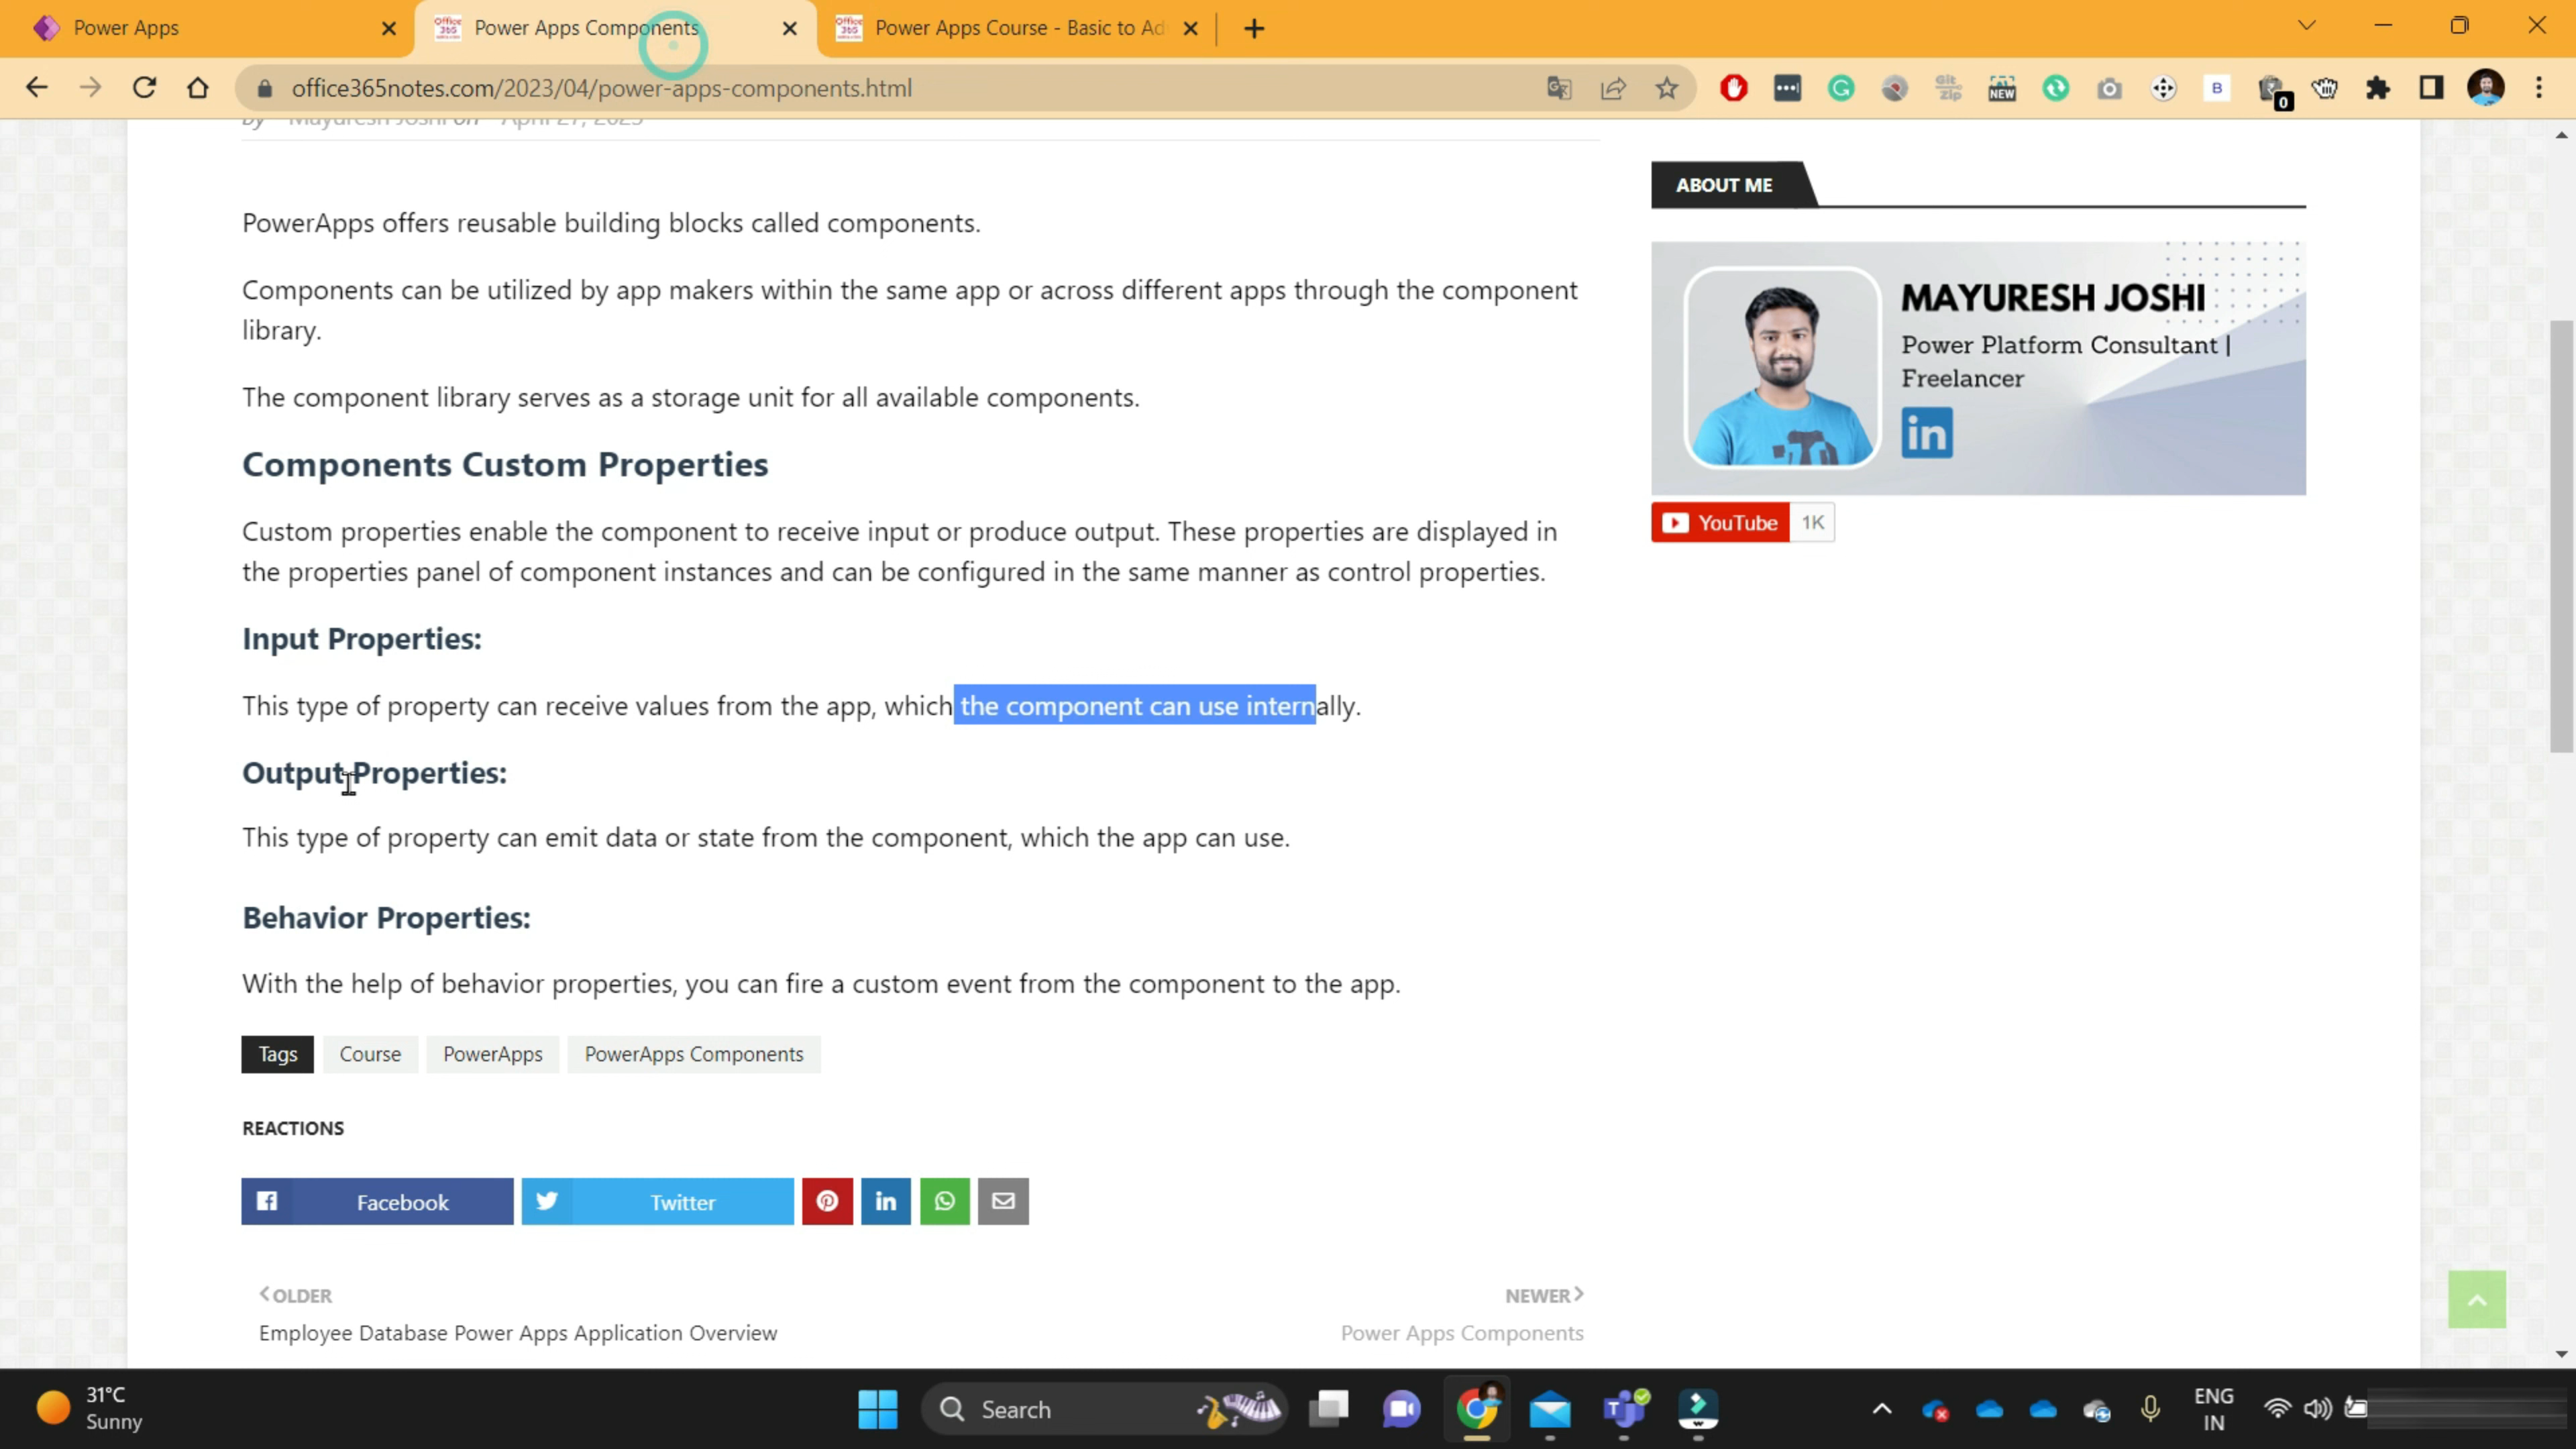 Power Apps
Power Apps Components
Power Apps Course - Basic to Ad
office365notes.com/2023/04/power-apps-components.html
by Mayuresh Joshi on April 27, 2023
PowerApps offers reusable building blocks called components.
Components can be utilized by app makers within the same app or across different apps through the component
library.
The component library serves as a storage unit for all available components.
Components Custom Properties
Custom properties enable the component to receive input or produce output. These properties are displayed in
the properties panel of component instances and can be configured in the same manner as control properties.
Input Properties:
This type of property can receive values from the app, which the component can use internally.
Output Properties:
This type of property can emit data or state from the component, which the app can use.
Behavior Properties:
With the help of behavior properties, you can fire a custom event from the component to the app.
Tags Course PowerApps PowerApps Components
REACTIONS
Facebook Twitter
OLDER
Employee Database Power Apps Application Overview
NEWER
Power Apps Components
ABOUT ME
MAYURESH JOSHI
Power Platform Consultant |
Freelancer
in
YouTube 1K
31°C
Sunny
Search
ENG
IN